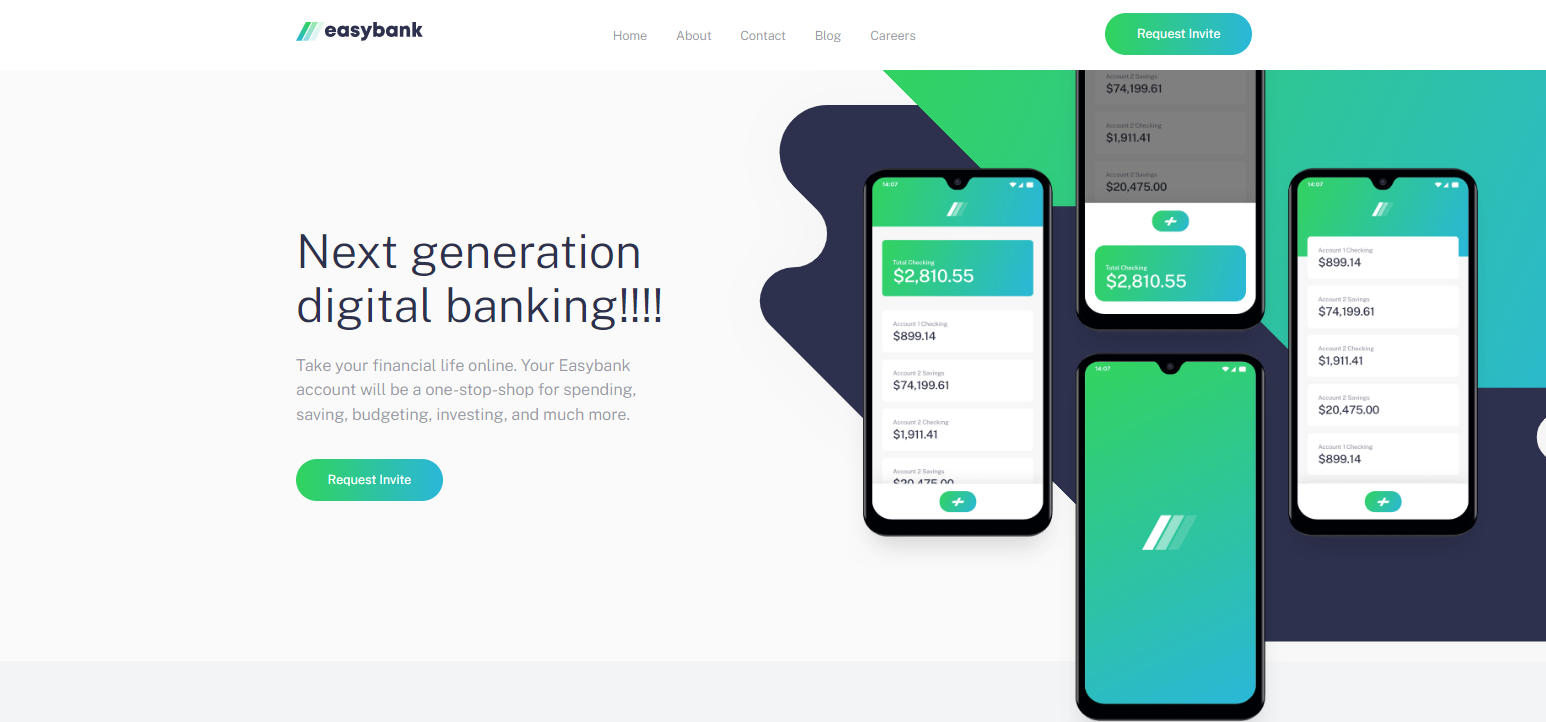 easybank
Home
About
Contact
Blog
Careers
Request Invite
Next generation
digital banking!!!!
Take your financial life online. Your Easybank
account will be a one-stop-shop for spending,
saving, budgeting, investing, and much more.
Request Invite
14:07
Total Checking
$2,810.55
Account 1 Checking
$899.14
Account 2 Savings
$74,199.61
Account 2 Checking
$1,911.41
Account 2 Savings
$20,475.00
Account 2 Savings
$74,199.61
Account 2 Checking
$1,911.41
Account 2 Savings
$20,475.00
Total Checking
$2,810.55
14:07
14:07
Account 1 Checking
$899.14
Account 2 Savings
$74,199.61
Account 2 Checking
$1,911.41
Account 2 Savings
$20,475.00
Account 1 Checking
$899.14